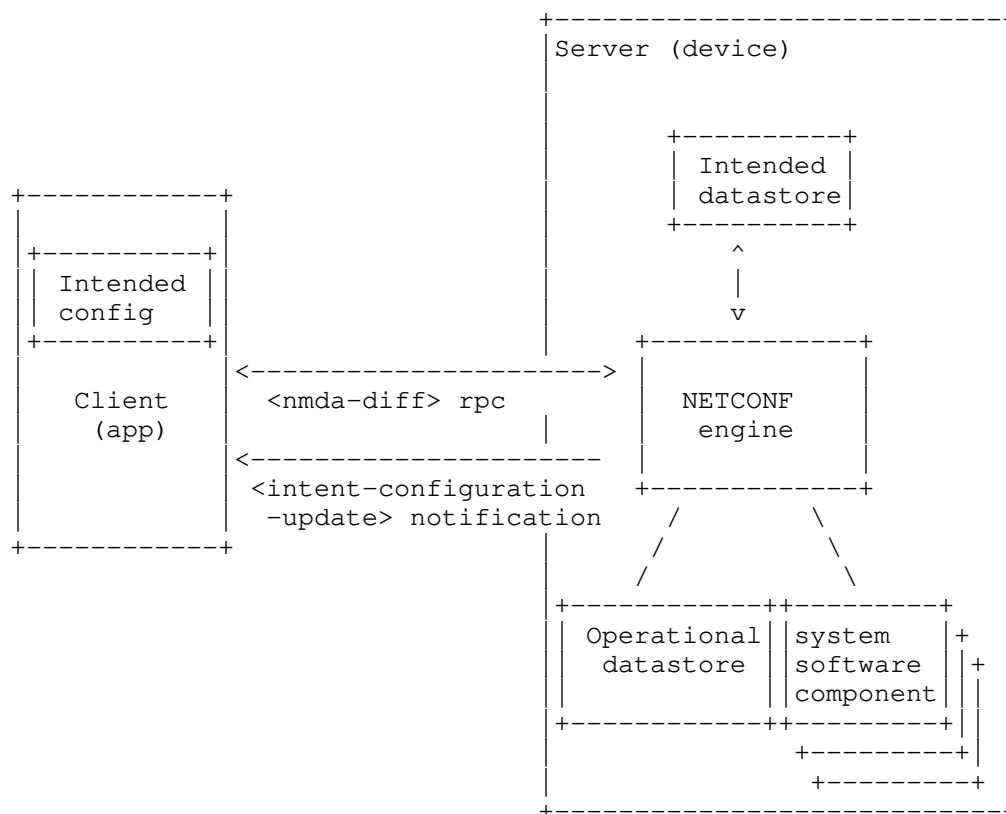 Server (device)
Intended
datastore
Intended
config
Client
(app)
<nmda-diff> rpc
NETCONF
engine
<intent-configuration
-update> notification
Operational
datastore
system
software
component